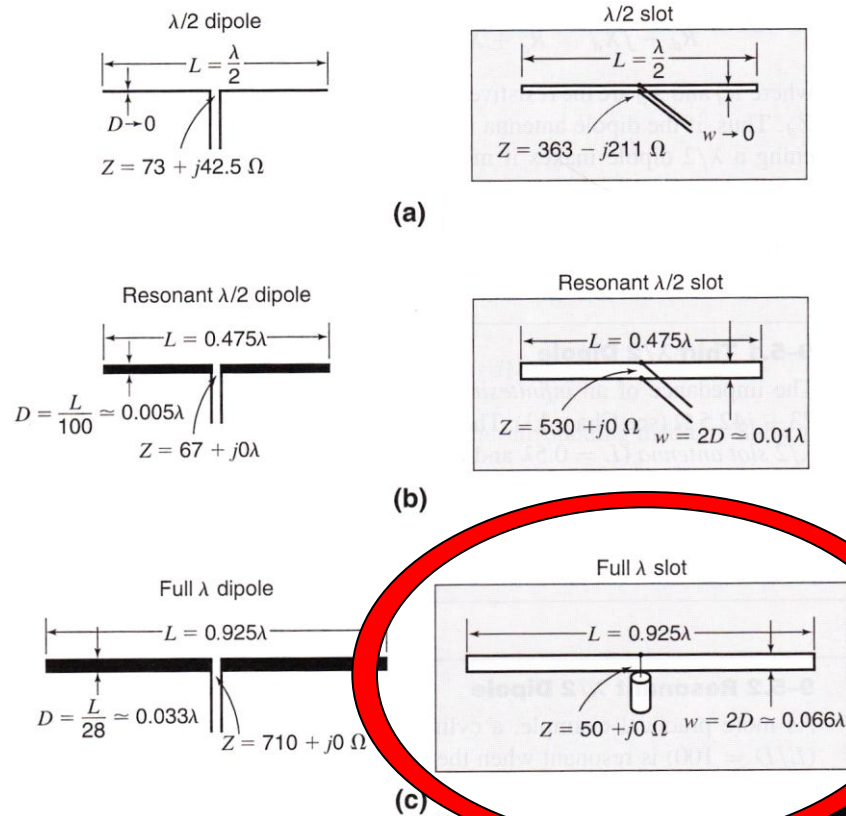 λ/2 dipole
L = λ/2
D→0
Z = 73 + j42.5 Ω
λ/2 slot
L = λ/2
w→0
Z = 363 – j211 Ω
(a)
Resonant λ/2 dipole
L = 0.475λ
D = L/100 ≃ 0.005λ
Z = 67 + j0λ
Resonant λ/2 slot
L = 0.475λ
Z = 530 + j0 Ω
w = 2D ≃ 0.01λ
(b)
Full λ dipole
L = 0.925λ
D = L/28 ≃ 0.033λ
Z = 710 + j0 Ω
Full λ slot
L = 0.925λ
Z = 50 + j0 Ω
w = 2D ≃ 0.066λ
(c)